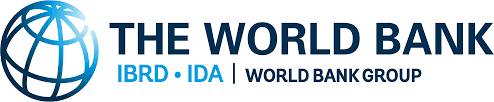 THE WORLD BANK
IBRD • IDA | WORLD BANK GROUP